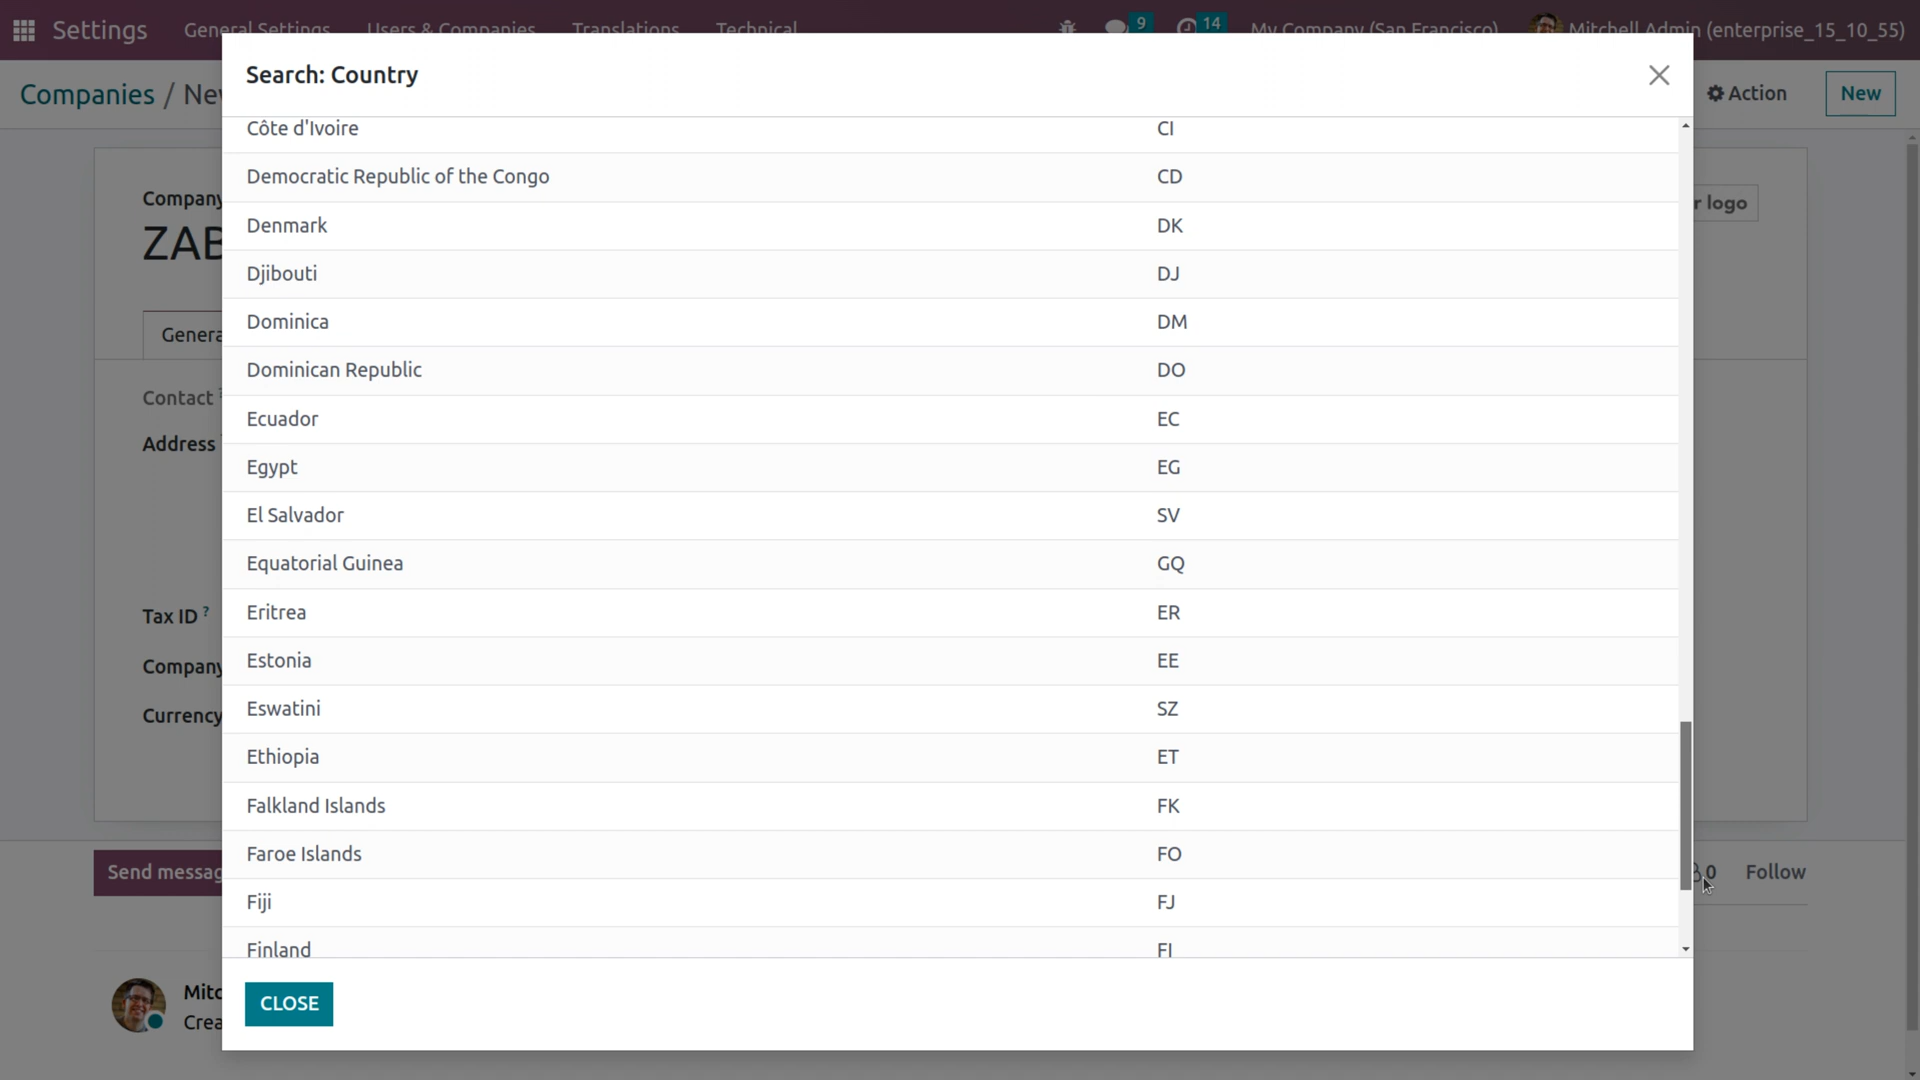 Settings General Settings Users & Companies Translations Technical 9 14 My Company (San Francisco) Mitchell Admin (enterprise_15_10_55)
Search: Country
Companies / New Action New
Côte d'Ivoire CI
Democratic Republic of the Congo CD
Company r logo
Denmark DK
ZAB
Djibouti DJ
Dominica DM
Genera
Dominican Republic DO
Contact ?
Ecuador EC
Address
Egypt EG
El Salvador SV
Equatorial Guinea GQ
Eritrea ER
Tax ID ?
Estonia EE
Company
Eswatini SZ
Currency
Ethiopia ET
Falkland Islands FK
Faroe Islands FO
Send messag 0 Follow
Fiji FJ
Finland FI
Mitc
CLOSE
Crea